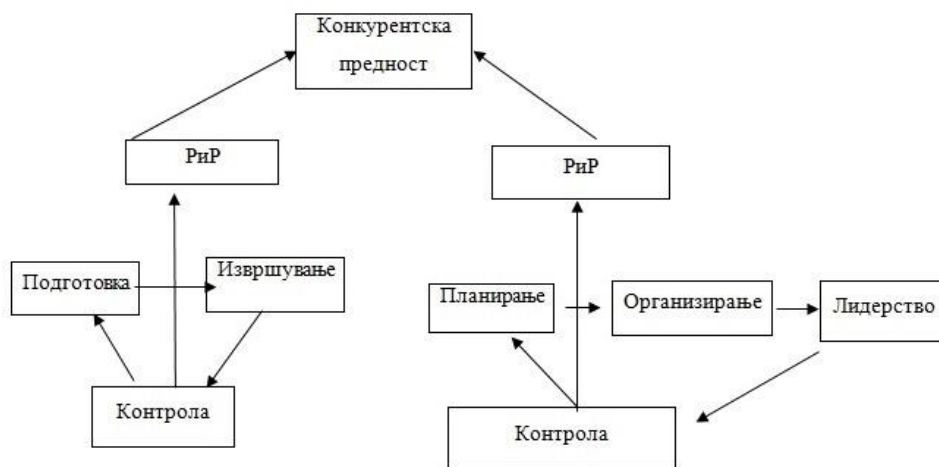 Конкурентска
предност
РиР
РиР
Подготовка
Извршување
Планирање
Организирање
Лидерство
Контрола
Контрола